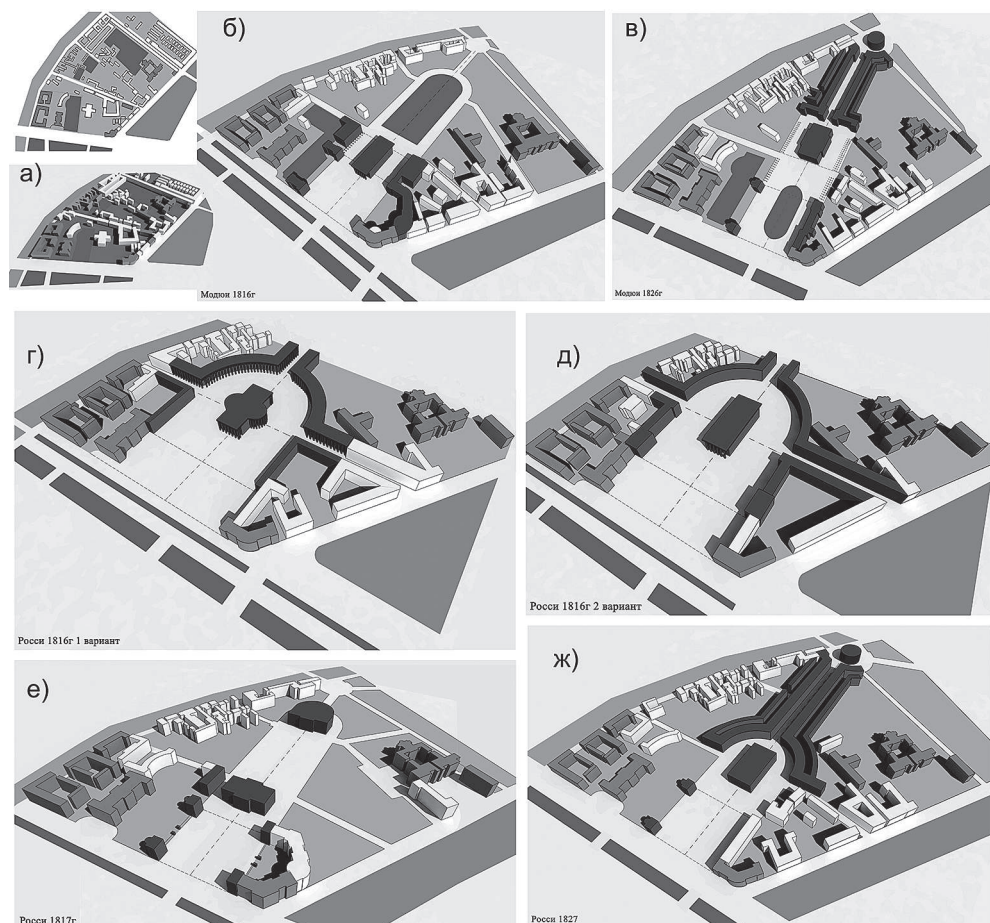 а)
б)
Модюи 1816г
в)
Модюи 1826г
г)
Росси 1816г 1 вариант
д)
Росси 1816г 2 вариант
е)
Росси 1817г
ж)
Росси 1827